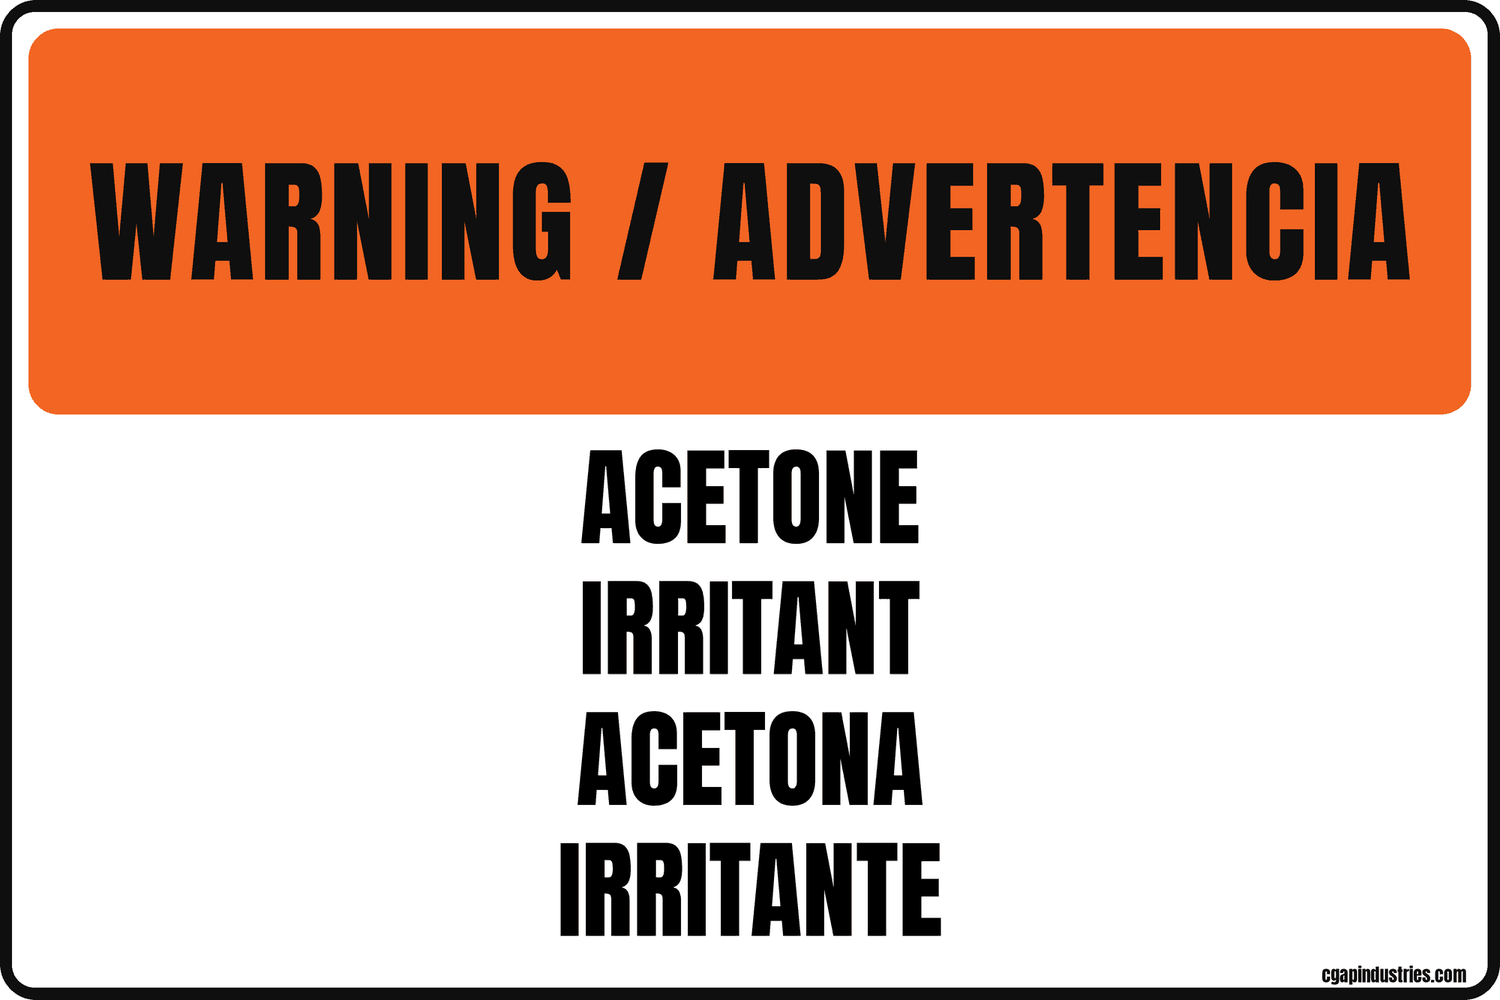 WARNING / ADVERTENCIA
ACETONE
IRRITANT
ACETONA
IRRITANTE
cgapindustries.com